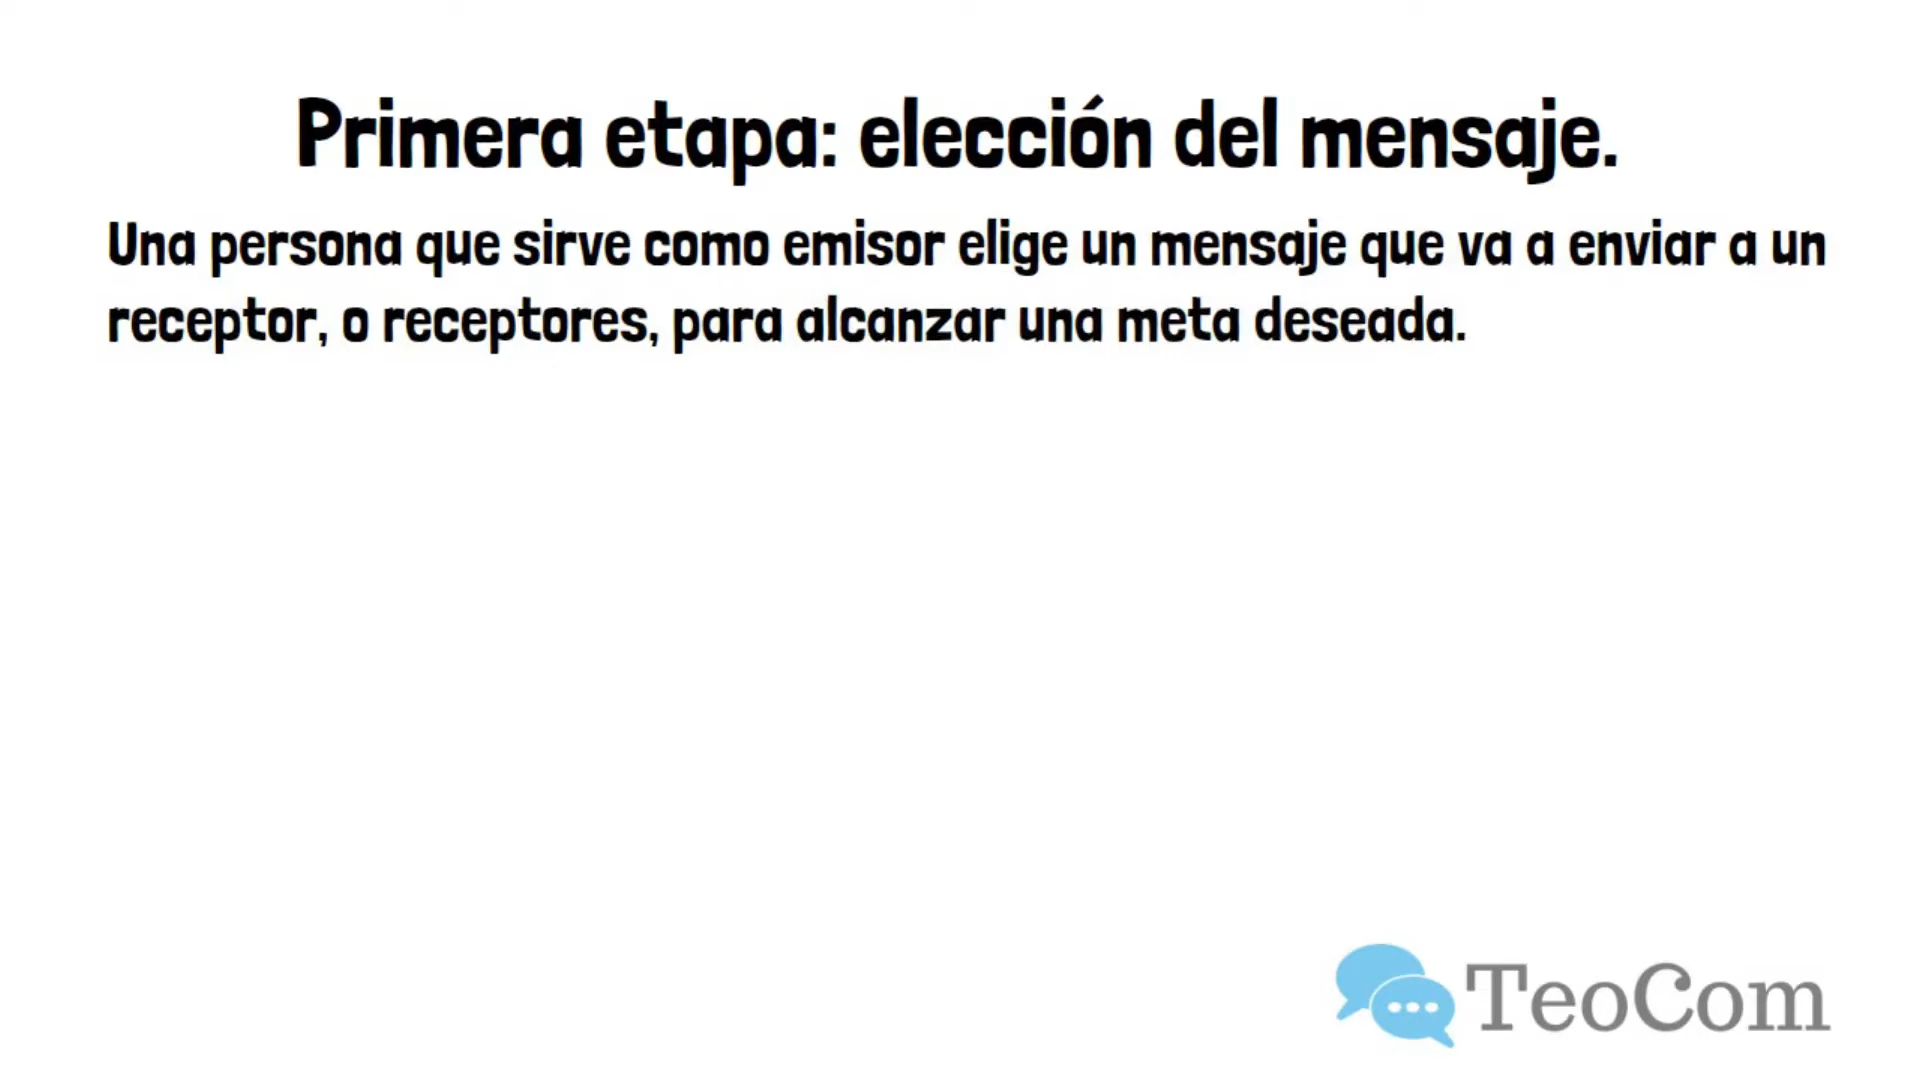 Primera etapa: elección del mensaje.
Una persona que sirve como emisor elige un mensaje que va a enviar a un
receptor, o receptores, para alcanzar una meta deseada.
TeoCom